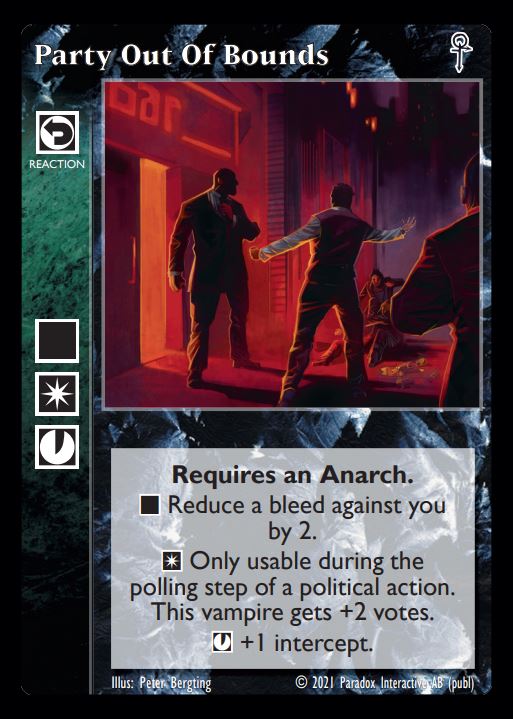 Party Out Of Bounds
REACTION
Bar
Requires an Anarch.
Reduce a bleed against you
by 2.
Only usable during the
polling step of a political action.
This vampire gets +2 votes.
+1 intercept.
Illus: Peter Bergting
© 2021 Paradox Interactive AB (publ)